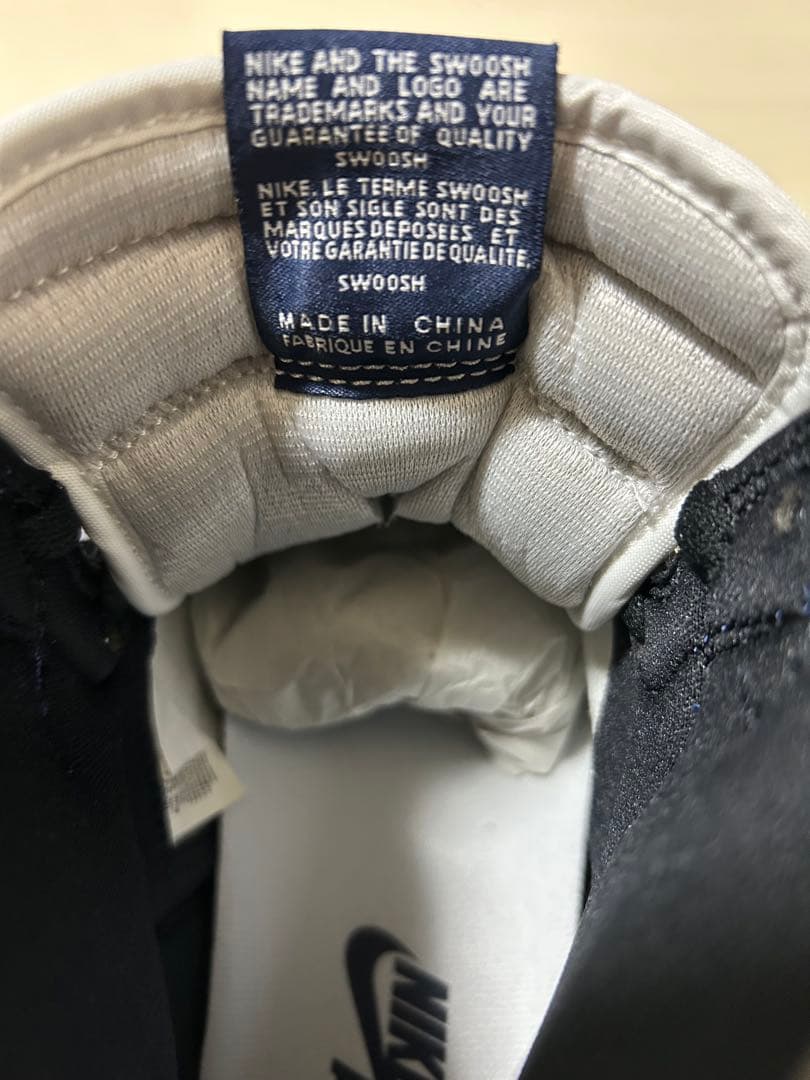 NIKE AND THE SWOOSH
NAME AND LOGO ARE
TRADEMARKS AND YOUR
GUARANTEE OF QUALITY
SWOOSH
NIKE. LE TERME SWOOSH
ET SON SIGLE SONT DES
MARQUES DEPOSEES ET
VOTRE GARANTIE DE QUALITE.
SWOOSH
MADE IN CHINA
FABRIQUE EN CHINE
NIKE